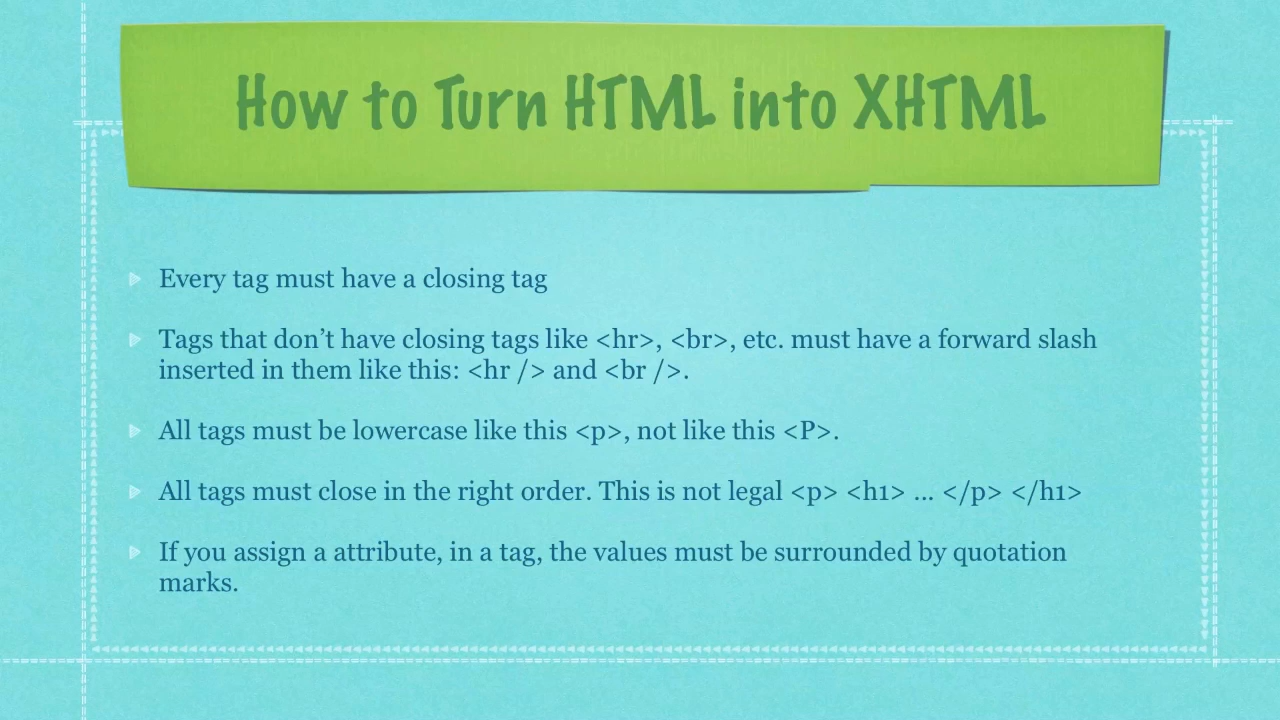 How to Turn HTML into XHTML
Every tag must have a closing tag
Tags that don’t have closing tags like <hr>, <br>, etc. must have a forward slash
inserted in them like this: <hr /> and <br />.
All tags must be lowercase like this <p>, not like this <P>.
All tags must close in the right order. This is not legal <p> <h1> ... </p> </h1>
If you assign a attribute, in a tag, the values must be surrounded by quotation
marks.